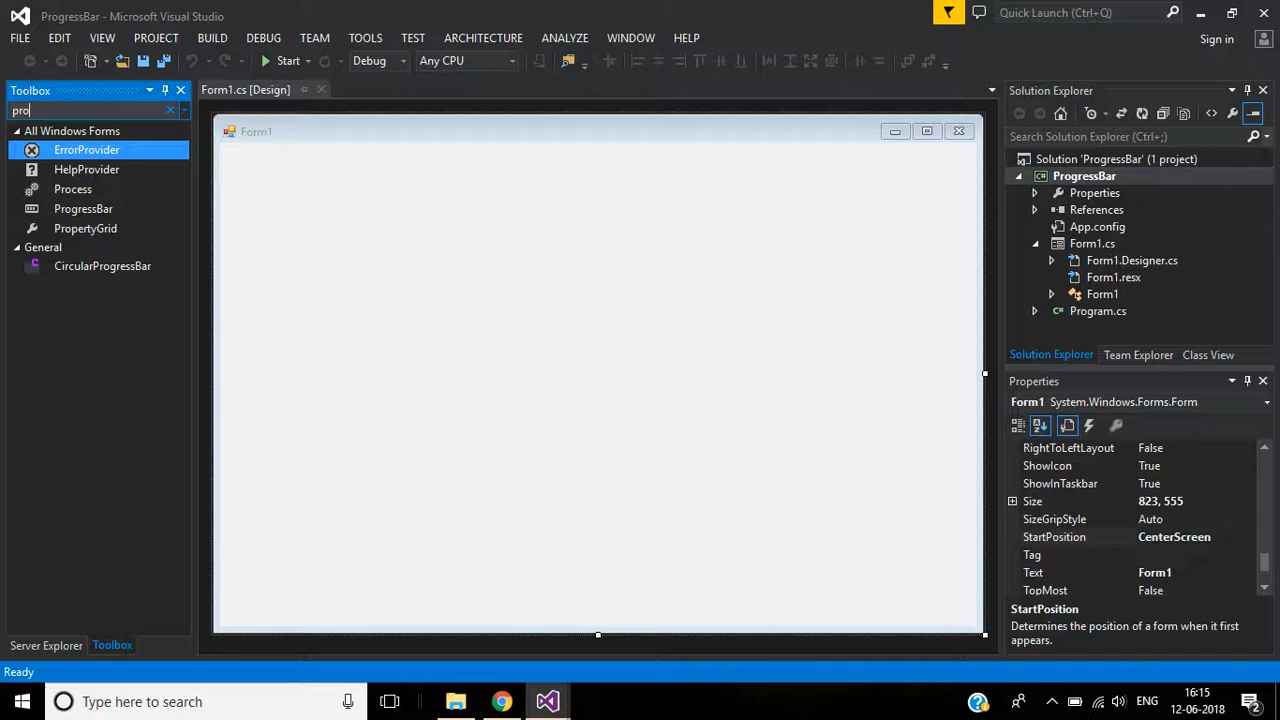 ProgressBar - Microsoft Visual Studio
Quick Launch (Ctrl+Q)
FILE EDIT VIEW PROJECT BUILD DEBUG TEAM TOOLS TEST ARCHITECTURE ANALYZE WINDOW HELP
Sign in
Start Debug Any CPU
Toolbox
pro
All Windows Forms
ErrorProvider
HelpProvider
Process
ProgressBar
PropertyGrid
General
CircularProgressBar
Server Explorer Toolbox
Form1.cs [Design]
Form1
Solution Explorer
Search Solution Explorer (Ctrl+;)
Solution 'ProgressBar' (1 project)
ProgressBar
Properties
References
App.config
Form1.cs
Form1.Designer.cs
Form1.resx
Form1
Program.cs
Solution Explorer Team Explorer Class View
Properties
Form1 System.Windows.Forms.Form
RightToLeftLayout False
ShowIcon True
ShowInTaskbar True
Size 823, 555
SizeGripStyle Auto
StartPosition CenterScreen
Tag
Text Form1
TopMost False
StartPosition
Determines the position of a form when it first
appears.
Ready
Type here to search
ENG
16:15
12-06-2018
2